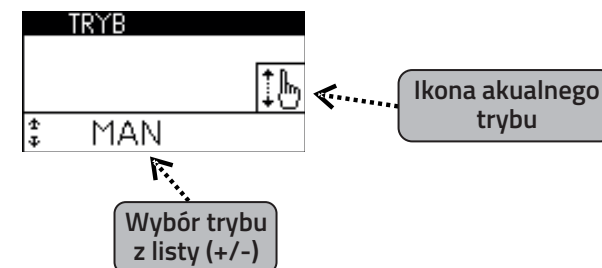 TRYB
Ikona akualnego
trybu
MAN
Wybór trybu
z listy (+/-)